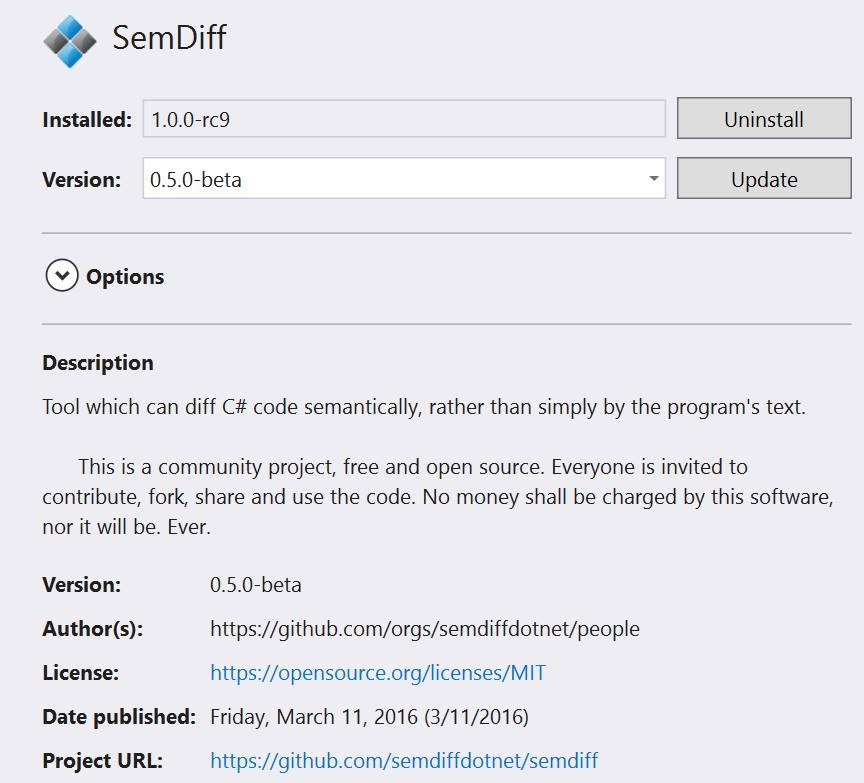 SemDiff
Installed: 1.0.0-rc9 Uninstall
Version: 0.5.0-beta Update
Options
Description
Tool which can diff C# code semantically, rather than simply by the program's text.
This is a community project, free and open source. Everyone is invited to
contribute, fork, share and use the code. No money shall be charged by this software,
nor it will be. Ever.
Version: 0.5.0-beta
Author(s): https://github.com/orgs/semdiffdotnet/people
License: https://opensource.org/licenses/MIT
Date published: Friday, March 11, 2016 (3/11/2016)
Project URL: https://github.com/semdiffdotnet/semdiff